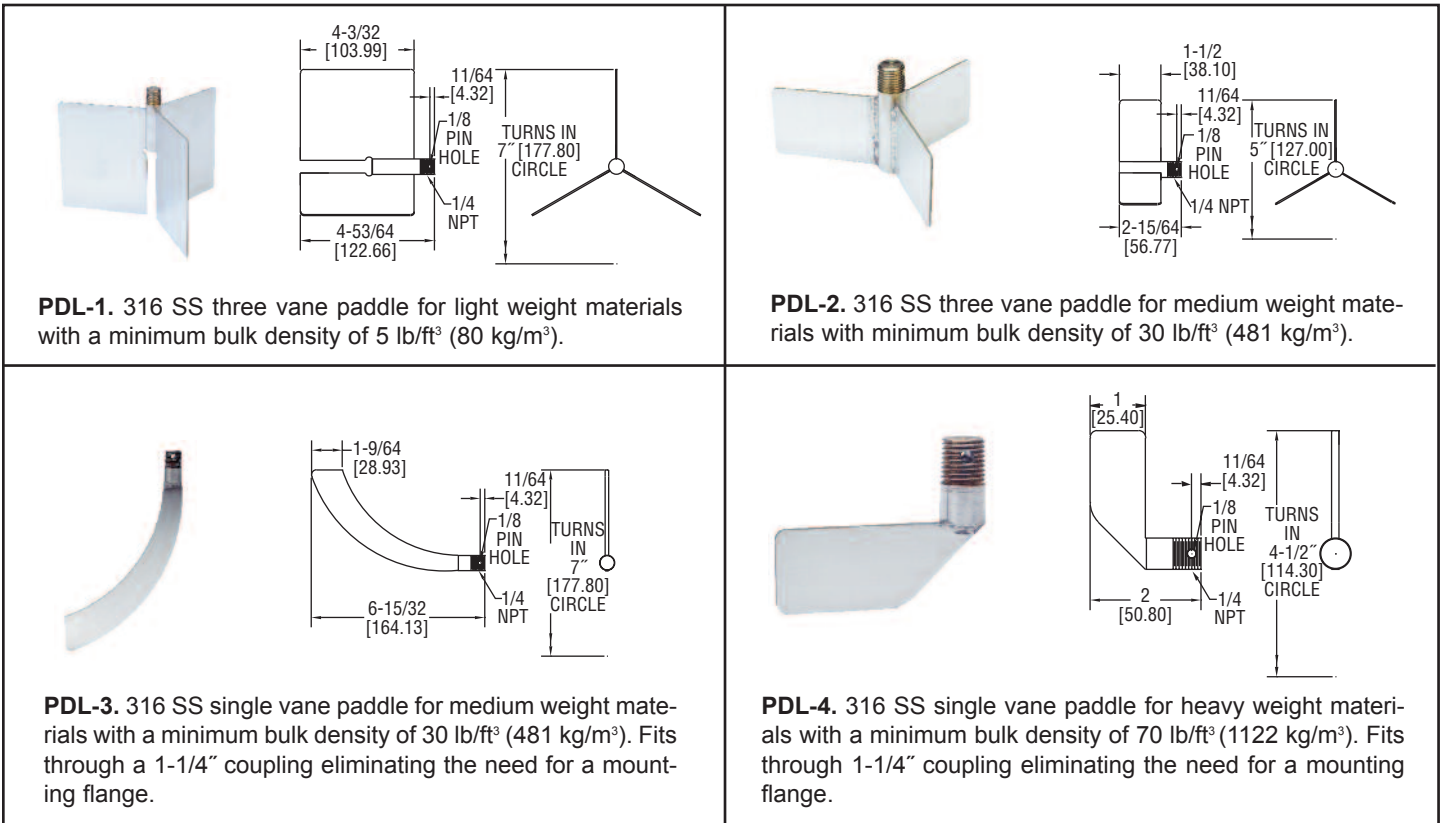 4-3/32
[103.99]
11/64
[4.32]
1/8
PIN
HOLE
TURNS IN
7˝ [177.80]
CIRCLE
1/4
NPT
4-53/64
[122.66]
PDL-1. 316 SS three vane paddle for light weight materials
with a minimum bulk density of 5 lb/ft³ (80 kg/m³).
1-1/2
[38.10]
11/64
[4.32]
1/8
PIN
HOLE
TURNS IN
5˝ [127.00]
CIRCLE
1/4 NPT
2-15/64
[56.77]
PDL-2. 316 SS three vane paddle for medium weight mate-
rials with minimum bulk density of 30 lb/ft³ (481 kg/m³).
1-9/64
[28.93]
11/64
[4.32]
1/8
PIN
HOLE
TURNS
IN
7˝
[177.80]
CIRCLE
1/4
NPT
6-15/32
[164.13]
PDL-3. 316 SS single vane paddle for medium weight mate-
rials with a minimum bulk density of 30 lb/ft³ (481 kg/m³). Fits
through a 1-1/4˝ coupling eliminating the need for a mount-
ing flange.
1
[25.40]
11/64
[4.32]
1/8
PIN
HOLE
TURNS
IN
4-1/2˝
[114.30]
CIRCLE
1/4
NPT
2
[50.80]
PDL-4. 316 SS single vane paddle for heavy weight materi-
als with a minimum bulk density of 70 lb/ft³ (1122 kg/m³). Fits
through 1-1/4˝ coupling eliminating the need for a mounting
flange.